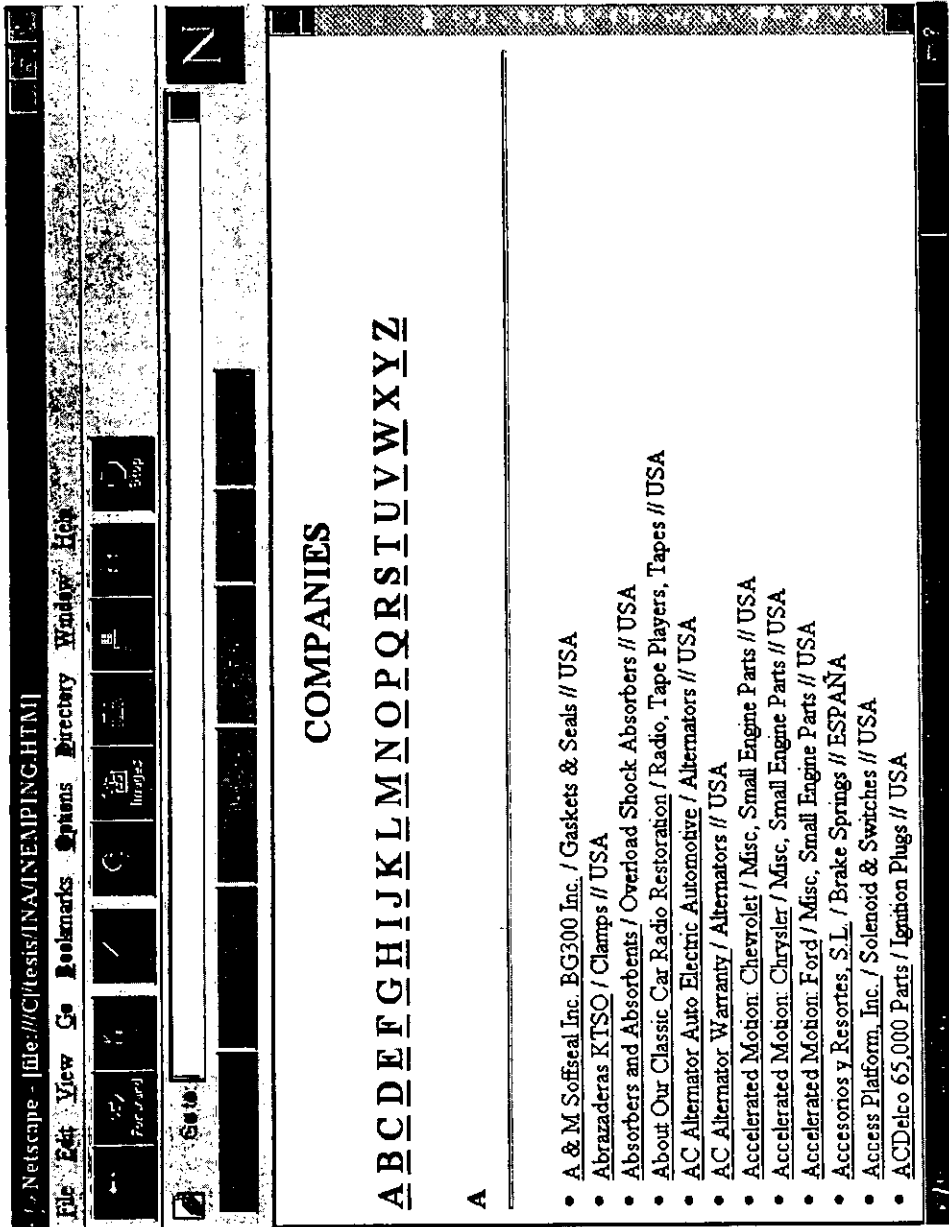 Netscape - [file:///C|/tesis/INA/INEMPING.HTM]
File Edit View Go Bookmarks Options Directory Window Help
Forward Images Stop
Go to:
N
COMPANIES
A B C D E F G H I J K L M N O P Q R S T U V W X Y Z
A
• A & M Soffseal Inc. BG300 Inc. / Gaskets & Seals // USA
• Abrazaderas KTSO / Clamps // USA
• Absorbers and Absorbents / Overload Shock Absorbers // USA
• About Our Classic Car Radio Restoration / Radio, Tape Players, Tapes // USA
• AC Alternator Auto Electric Automotive / Alternators // USA
• AC Alternator Warranty / Alternators // USA
• Accelerated Motion: Chevrolet / Misc, Small Engine Parts // USA
• Accelerated Motion: Chrysler / Misc, Small Engine Parts // USA
• Accelerated Motion: Ford / Misc, Small Engine Parts // USA
• Accesorios y Resortes, S.L. / Brake Springs // ESPAÑA
• Access Platform, Inc. / Solenoid & Switches // USA
• ACDelco 65,000 Parts / Ignition Plugs // USA